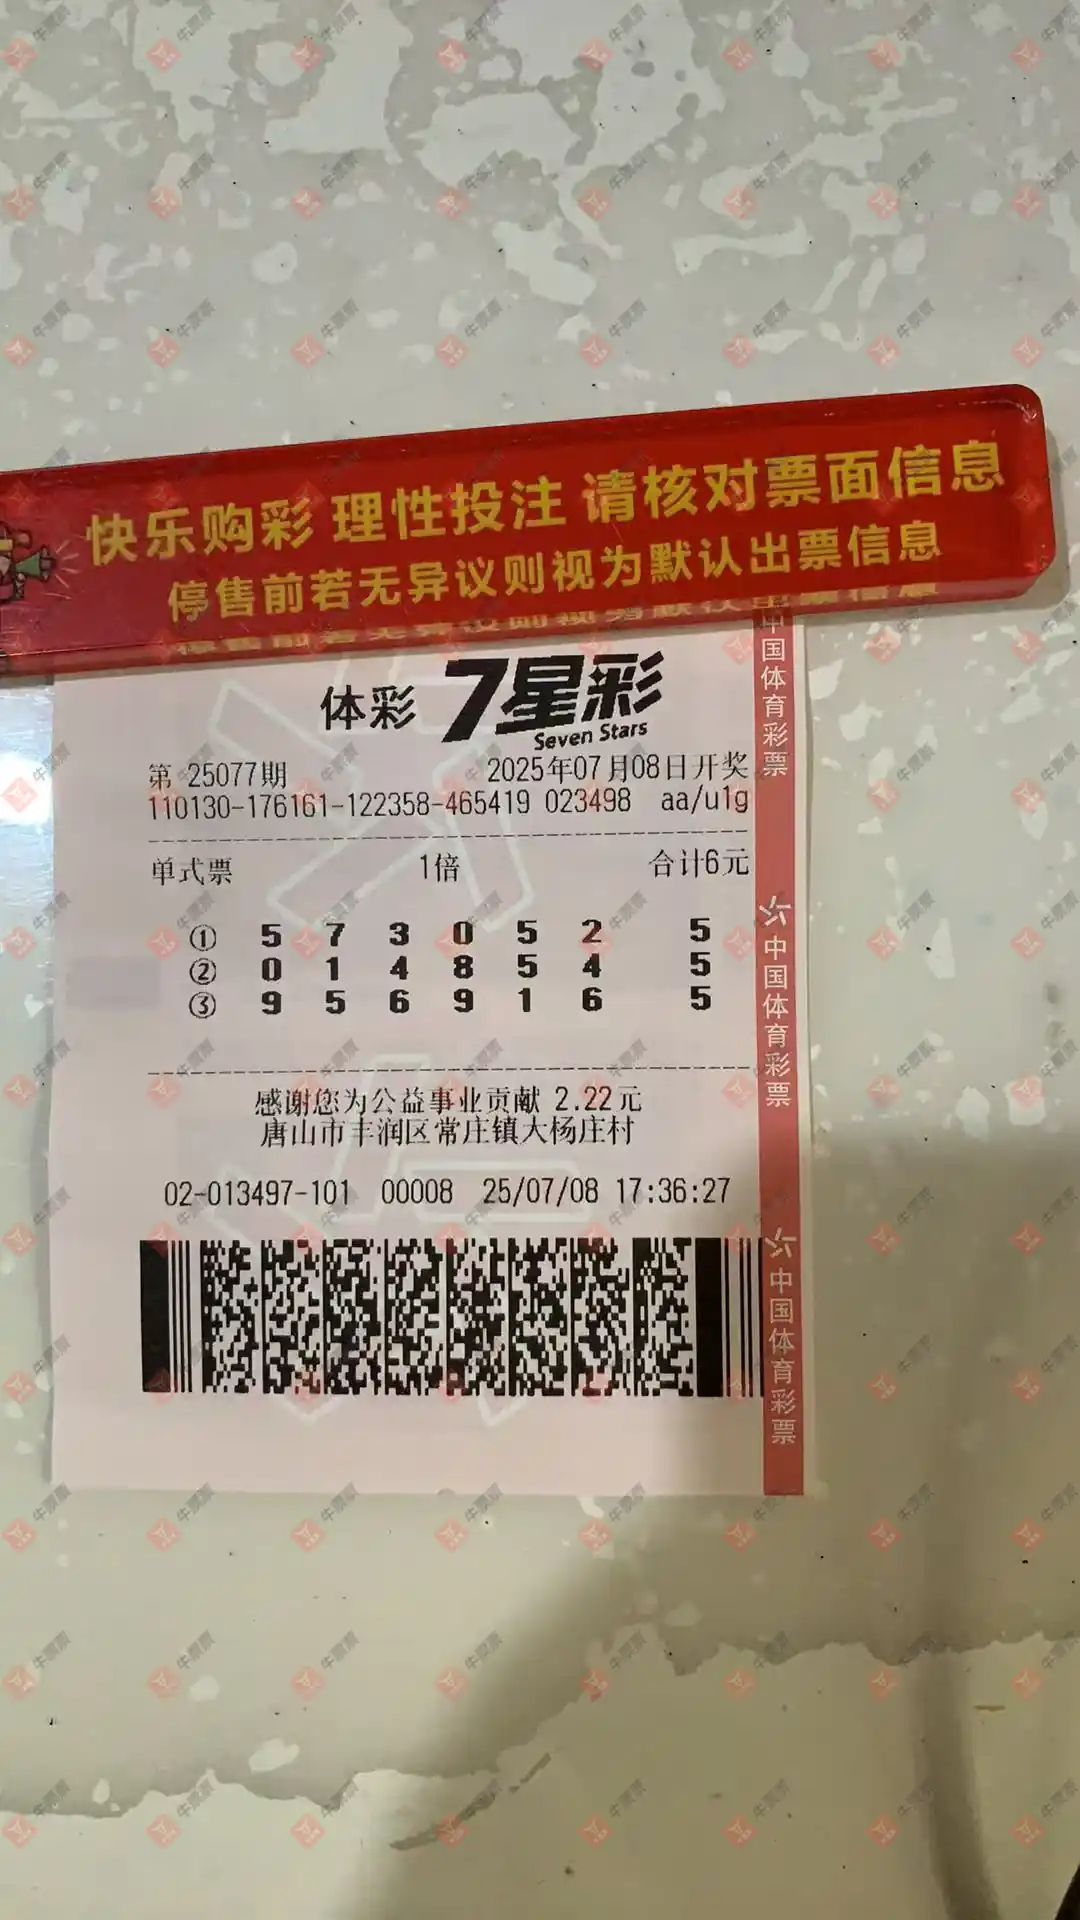 快乐购彩 理性投注 请核对票面信息
停售前若无异议则视为默认出票信息
体彩 7星彩
Seven Stars
第 25077期 2025年07月08日开奖
110130-176161-122358-465419 023498 aa/u1g
单式票 1倍 合计6元
① 5 7 3 0 5 2 5
② 0 1 4 8 5 4 5
③ 9 5 6 9 1 6 5
感谢您为公益事业贡献 2.22元
唐山市丰润区常庄镇大杨庄村
02-013497-101 00008 25/07/08 17:36:27
中国体育彩票
中国体育彩票
中国体育彩票
牛票票